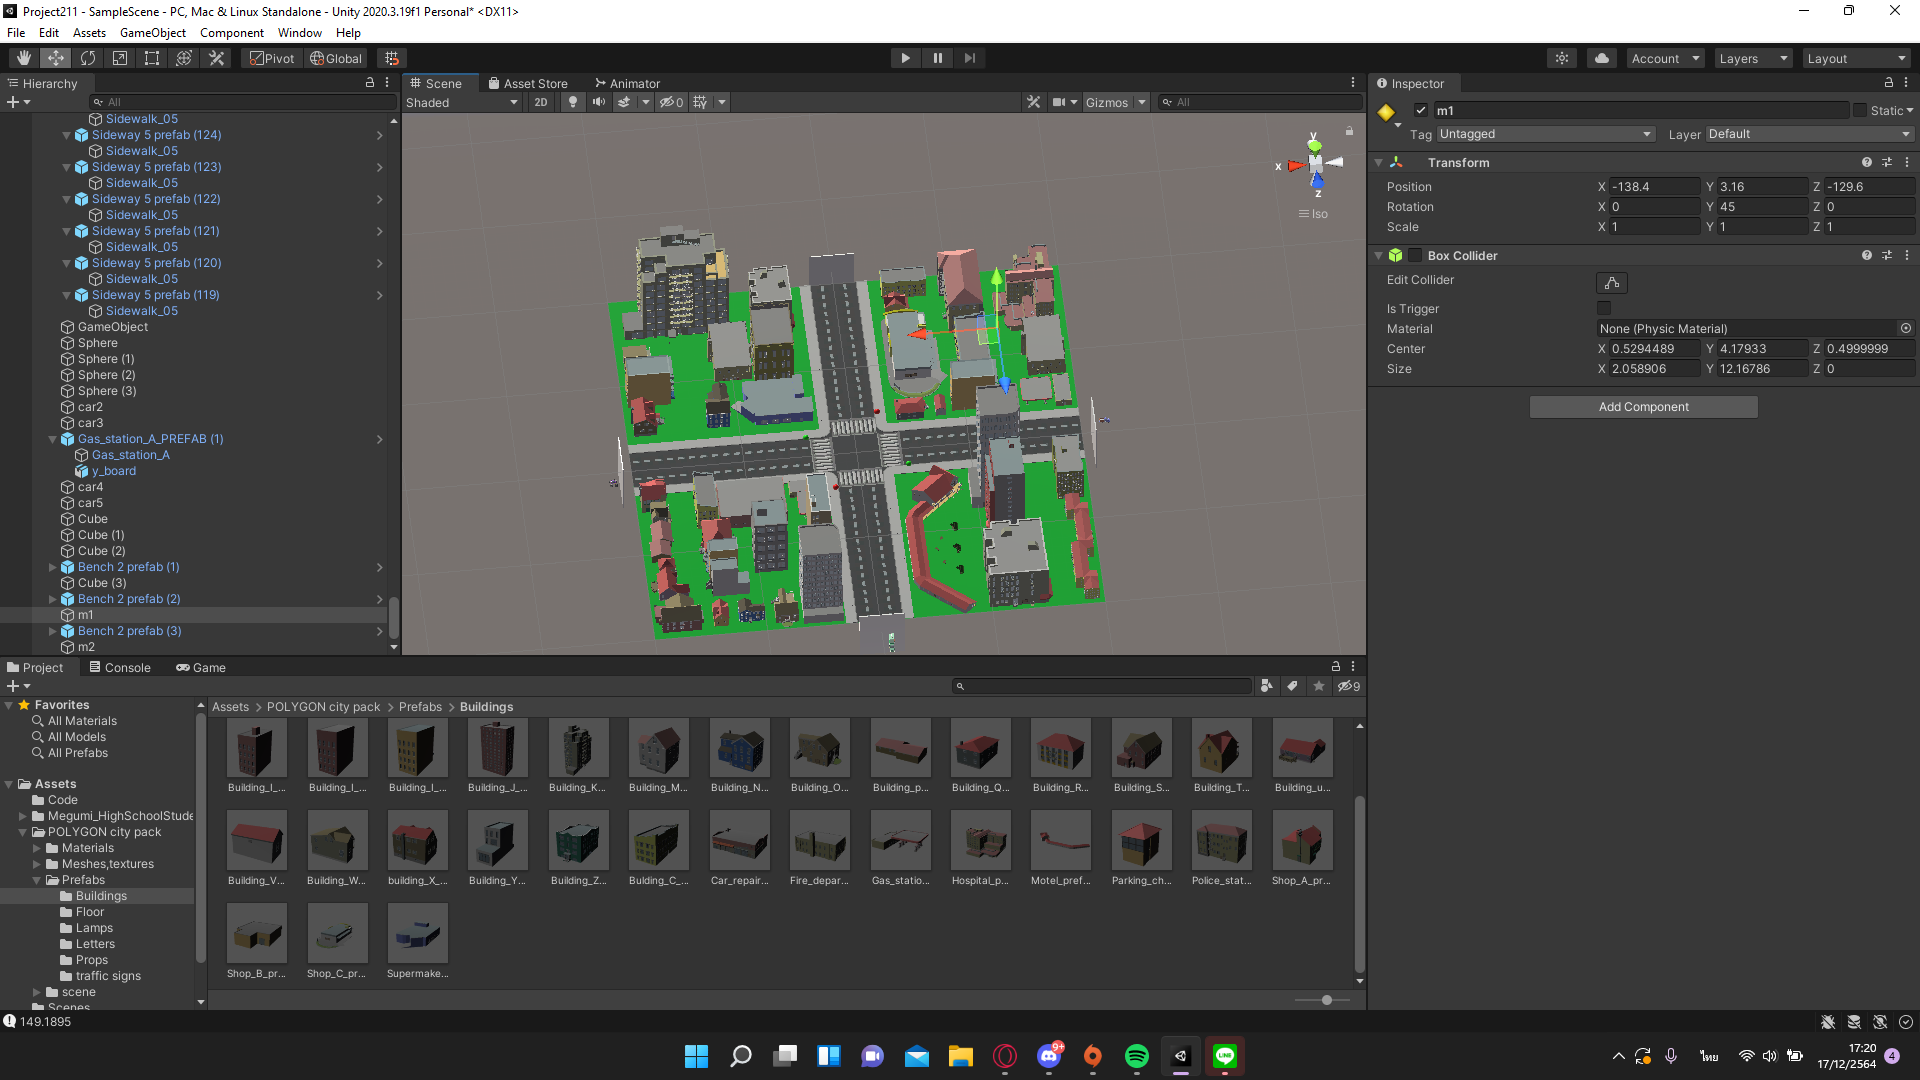 Project211 - SampleScene - PC, Mac & Linux Standalone - Unity 2020.3.19f1 Personal* <DX11>
File Edit Assets GameObject Component Window Help
Pivot Global Account Layers Layout
Hierarchy
All
Sidewalk_05
Sideway 5 prefab (124)
Sidewalk_05
Sideway 5 prefab (123)
Sidewalk_05
Sideway 5 prefab (122)
Sidewalk_05
Sideway 5 prefab (121)
Sidewalk_05
Sideway 5 prefab (120)
Sidewalk_05
Sideway 5 prefab (119)
Sidewalk_05
GameObject
Sphere
Sphere (1)
Sphere (2)
Sphere (3)
car2
car3
Gas_station_A_PREFAB (1)
Gas_station_A
y_board
car4
car5
Cube
Cube (1)
Cube (2)
Bench 2 prefab (1)
Cube (3)
Bench 2 prefab (2)
m1
Bench 2 prefab (3)
m2
Scene Asset Store Animator
Shaded 2D 0 Gizmos All
y
x
z
Iso
Inspector
m1 Static
Tag Untagged Layer Default
Transform
Position X -138.4 Y 3.16 Z -129.6
Rotation X 0 Y 45 Z 0
Scale X 1 Y 1 Z 1
Box Collider
Edit Collider
Is Trigger
Material None (Physic Material)
Center X 0.5294489 Y 4.17933 Z 0.4999999
Size X 2.058906 Y 12.16786 Z 0
Add Component
Project Console Game
9
Favorites
All Materials
All Models
All Prefabs
Assets
Code
Megumi_HighSchoolStude
POLYGON city pack
Materials
Meshes,textures
Prefabs
Buildings
Floor
Lamps
Letters
Props
traffic signs
scene
Scenes
Assets > POLYGON city pack > Prefabs > Buildings
Building_I_... Building_I_... Building_I_... Building_J_... Building_K... Building_M... Building_N... Building_O... Building_p... Building_Q... Building_R... Building_S... Building_T... Building_u...
Building_V... Building_W... building_X_... Building_Y... Building_Z... Bulding_C_... Car_repair... Fire_depar... Gas_statio... Hospital_p... Motel_pref... Parking_ch... Police_stat... Shop_A_pr...
Shop_B_pr... Shop_C_pr... Supermake...
149.1895
9+
LINE
ไทย
17:20
17/12/2564
4